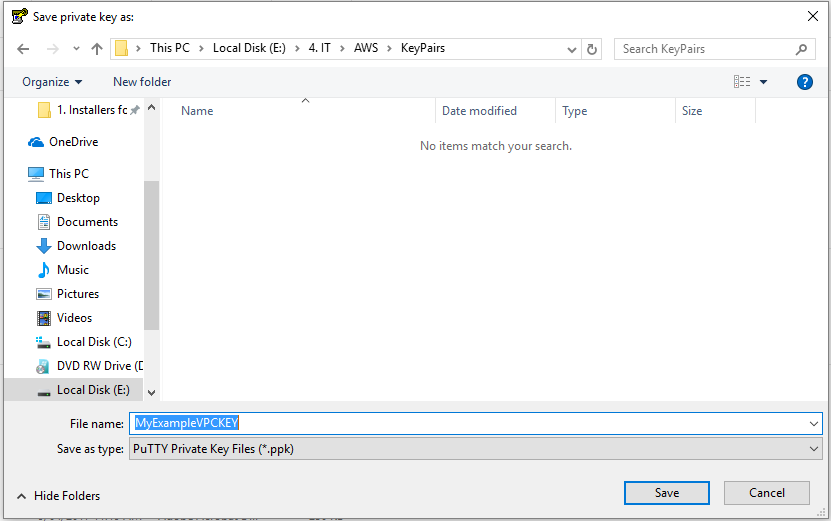 Save private key as:
This PC > Local Disk (E:) > 4. IT > AWS > KeyPairs
Search KeyPairs
Organize
New folder
1. Installers fc
Name
Date modified
Type
Size
No items match your search.
OneDrive
This PC
Desktop
Documents
Downloads
Music
Pictures
Videos
Local Disk (C:)
DVD RW Drive (D
Local Disk (E:)
File name:
MyExampleVPCKEY
Save as type:
PuTTY Private Key Files (*.ppk)
Hide Folders
Save
Cancel